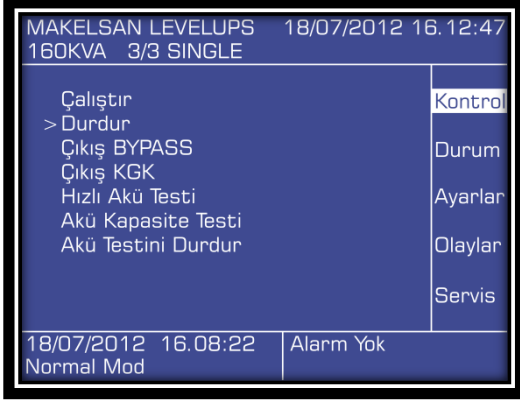 MAKELSAN LEVELUPS 18/07/2012 16.12:47
160KVA 3/3 SINGLE
Çalıştır
>Durdur
Çıkış BYPASS
Çıkış KGK
Hızlı Akü Testi
Akü Kapasite Testi
Akü Testini Durdur
Kontrol
Durum
Ayarlar
Olaylar
Servis
18/07/2012 16.08:22
Normal Mod
Alarm Yok